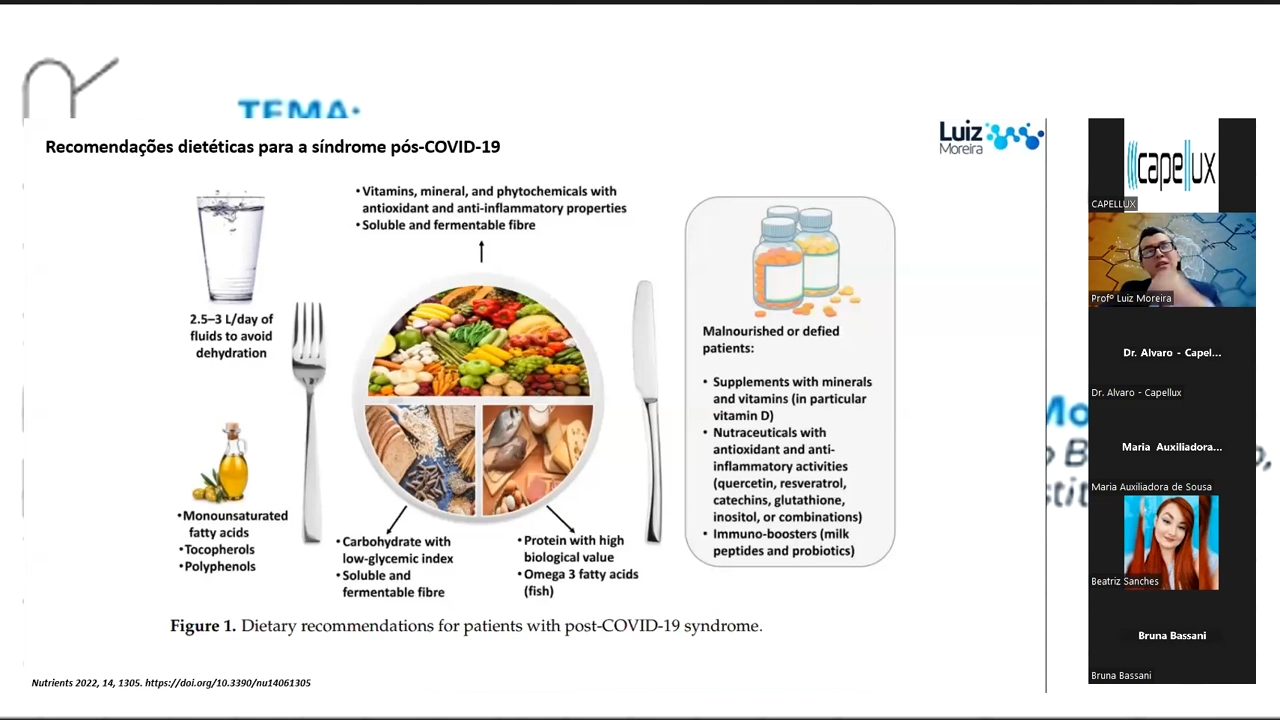 TEMA:
Recomendações dietéticas para a síndrome pós-COVID-19
Luiz
Moreira
• Vitamins, mineral, and phytochemicals with
antioxidant and anti-inflammatory properties
• Soluble and fermentable fibre
2.5–3 L/day of
fluids to avoid
dehydration
• Monounsaturated
fatty acids
• Tocopherols
• Polyphenols
• Carbohydrate with
low-glycemic index
• Soluble and
fermentable fibre
• Protein with high
biological value
• Omega 3 fatty acids
(fish)
Malnourished or defied
patients:
• Supplements with minerals
and vitamins (in particular
vitamin D)
• Nutraceuticals with
antioxidant and anti-
inflammatory activities
(quercetin, resveratrol,
catechins, glutathione,
inositol, or combinations)
• Immuno-boosters (milk
peptides and probiotics)
Figure 1. Dietary recommendations for patients with post-COVID-19 syndrome.
Nutrients 2022, 14, 1305. https://doi.org/10.3390/nu14061305
capellux
CAPELLUX
Profº Luiz Moreira
Dr. Alvaro - Capel...
Dr. Alvaro - Capellux
Maria Auxiliadora...
Maria Auxiliadora de Sousa
Beatriz Sanches
Bruna Bassani
Bruna Bassani